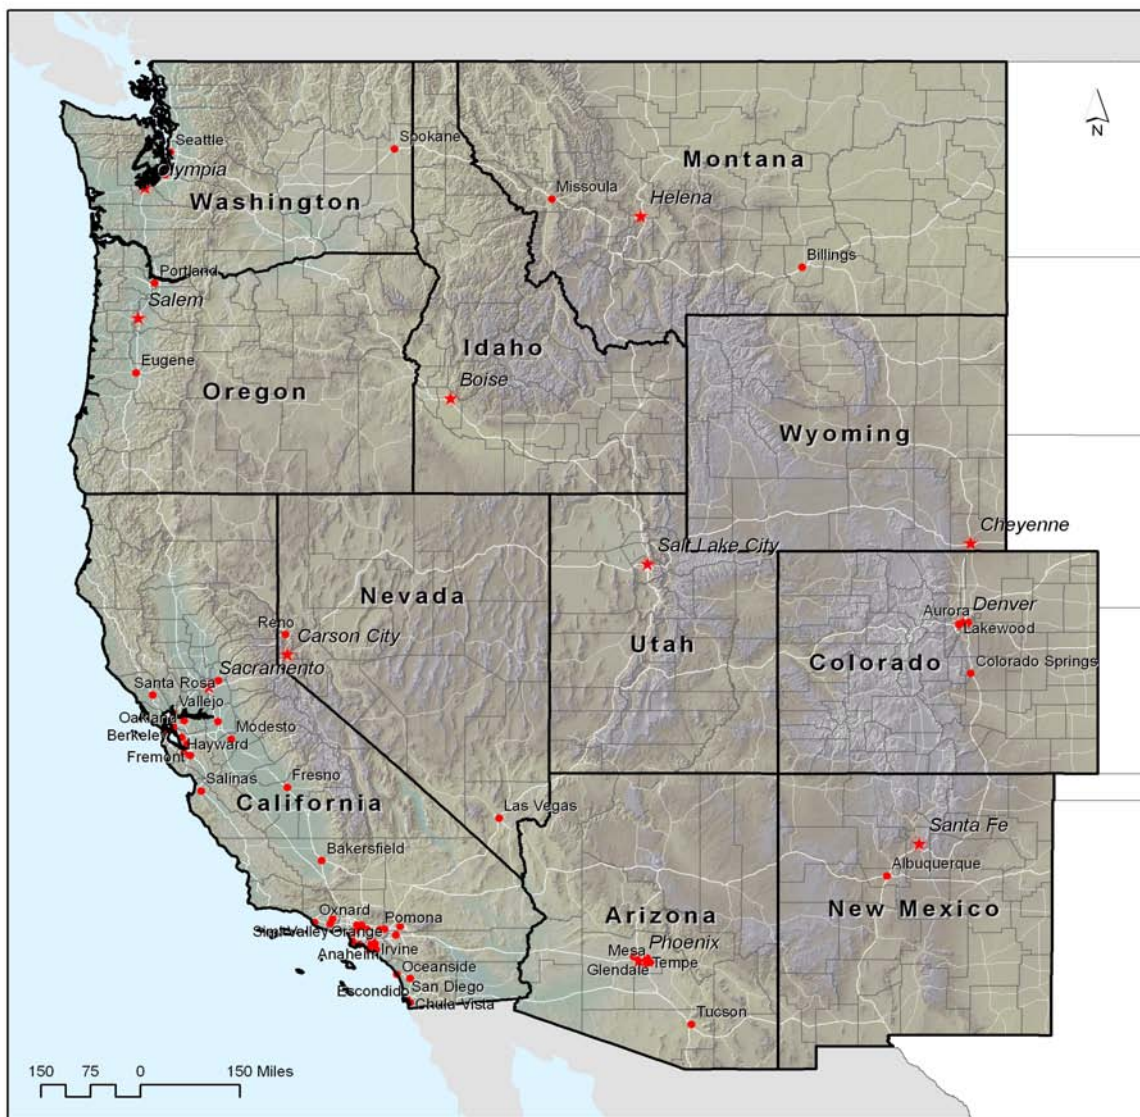 N
Seattle
Spokane
Olympia
Washington
Montana
Missoula
Helena
Billings
Portland
Salem
Eugene
Oregon
Idaho
Boise
Wyoming
Cheyenne
Salt Lake City
Nevada
Reno
Carson City
Utah
Aurora
Denver
Lakewood
Colorado
Colorado Springs
Sacramento
Santa Rosa
Vallejo
Oakland
Modesto
Berkeley
Hayward
Fremont
Salinas
Fresno
California
Las Vegas
Bakersfield
Santa Fe
Albuquerque
New Mexico
Arizona
Phoenix
Mesa
Tempe
Glendale
Tucson
Oxnard
Pomona
Simi Valley
Orange
Anaheim
Irvine
Oceanside
Escondido
San Diego
Chula Vista
150 75 0 150 Miles